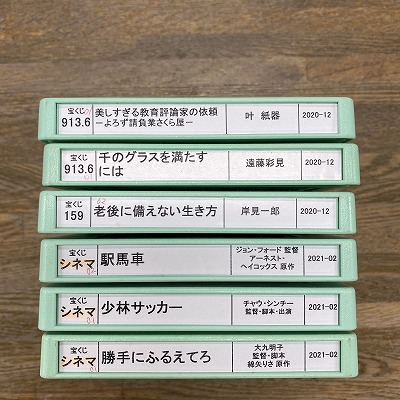 宝くじ
913.6
美しすぎる教育評論家の依頼
ーよろず請負業さくら屋ー
叶 紙器
2020-12
宝くじ
913.6
千のグラスを満たす
には
遠藤彩見
2020-12
宝くじ
159
老後に備えない生き方
岸見一郎
2020-12
宝くじ
シネマ
駅馬車
ジョン・フォード 監督
アーネスト・
ヘイコックス 原作
2021-02
宝くじ
シネマ
少林サッカー
チャウ・シンチー
監督・脚本・出演
2021-02
宝くじ
シネマ
勝手にふるえてろ
大九明子
監督・脚本
綿矢りさ 原作
2021-02